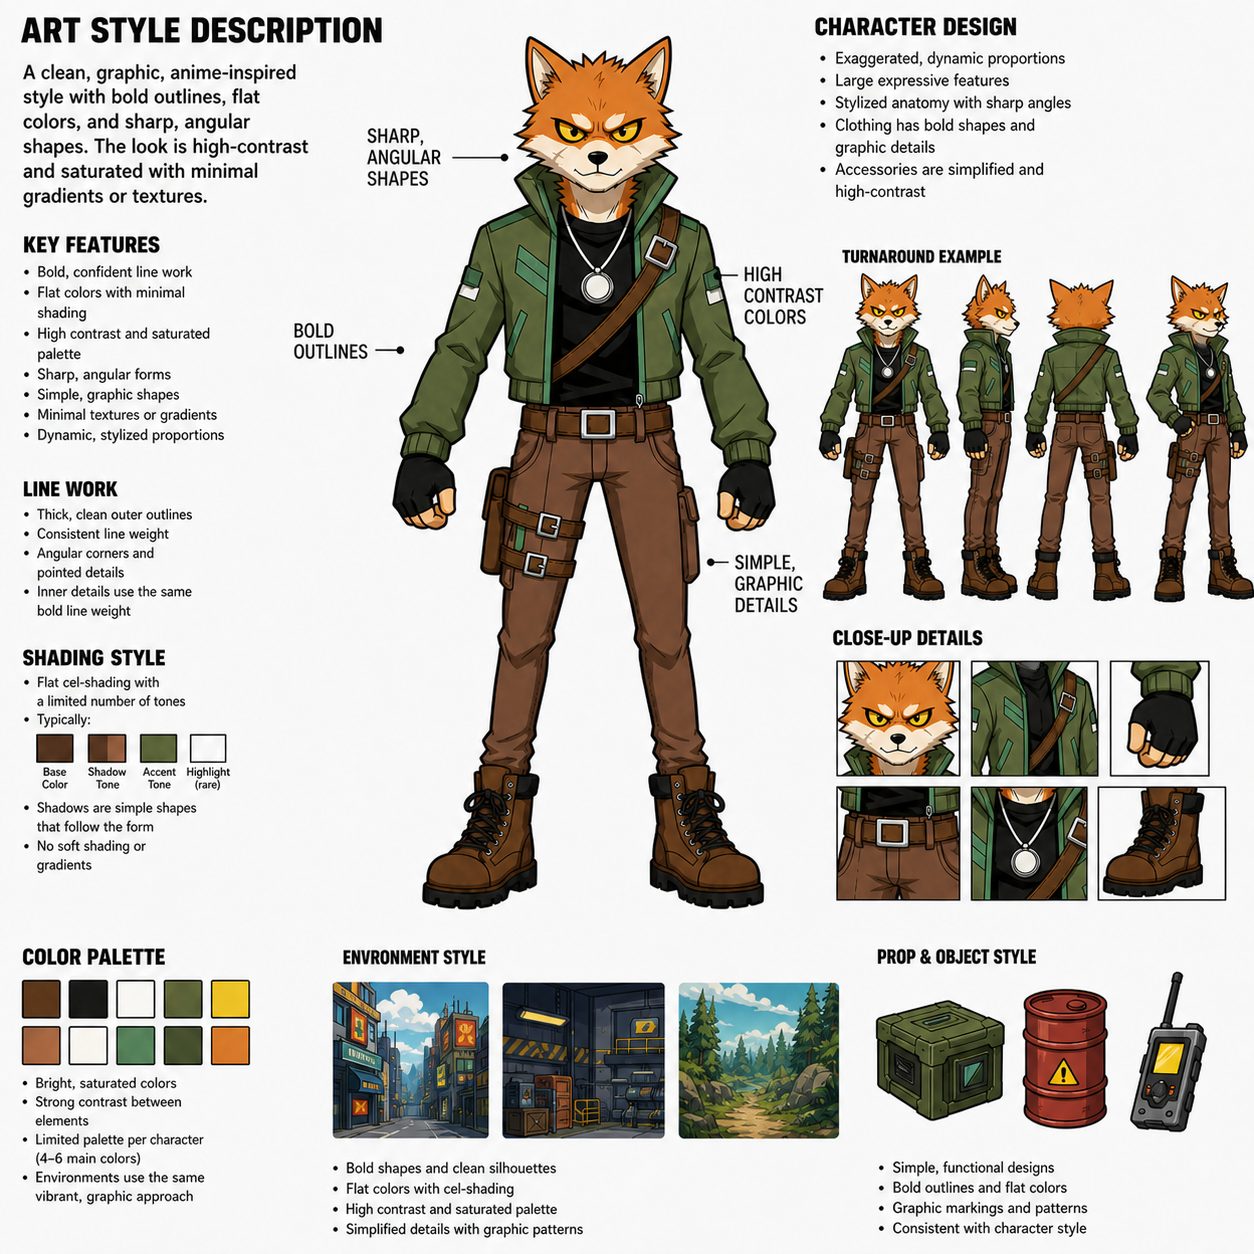 ART STYLE DESCRIPTION
A clean, graphic, anime-inspired
style with bold outlines, flat
colors, and sharp, angular
shapes. The look is high-contrast
and saturated with minimal
gradients or textures.
KEY FEATURES
• Bold, confident line work
• Flat colors with minimal
shading
• High contrast and saturated
palette
• Sharp, angular forms
• Simple, graphic shapes
• Minimal textures or gradients
• Dynamic, stylized proportions
LINE WORK
• Thick, clean outer outlines
• Consistent line weight
• Angular corners and
pointed details
• Inner details use the same
bold line weight
SHADING STYLE
• Flat cel-shading with
a limited number of tones
• Typically:
Base
Color
Shadow
Tone
Accent
Tone
Highlight
(rare)
• Shadows are simple shapes
that follow the form
• No soft shading or
gradients
COLOR PALETTE
• Bright, saturated colors
• Strong contrast between
elements
• Limited palette per character
(4–6 main colors)
• Environments use the same
vibrant, graphic approach
SHARP,
ANGULAR
SHAPES
BOLD
OUTLINES
HIGH
CONTRAST
COLORS
SIMPLE,
GRAPHIC
DETAILS
CHARACTER DESIGN
• Exaggerated, dynamic proportions
• Large expressive features
• Stylized anatomy with sharp angles
• Clothing has bold shapes and
graphic details
• Accessories are simplified and
high-contrast
TURNAROUND EXAMPLE
CLOSE-UP DETAILS
ENVRONMENT STYLE
• Bold shapes and clean silhouettes
• Flat colors with cel-shading
• High contrast and saturated palette
• Simplified details with graphic patterns
PROP & OBJECT STYLE
• Simple, functional designs
• Bold outlines and flat colors
• Graphic markings and patterns
• Consistent with character style